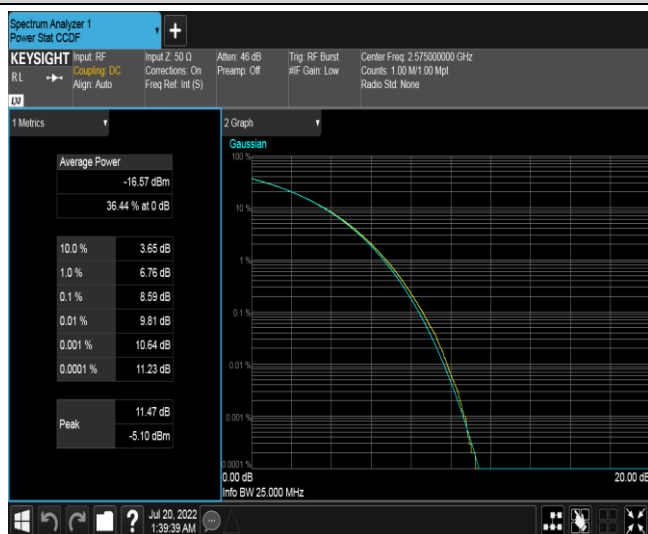 Spectrum Analyzer 1
Power Stat CCDF
+
KEYSIGHT
RL
LXI
Input: RF
Coupling: DC
Align: Auto
Input Z: 50 Ω
Corrections: On
Freq Ref: Int (S)
Atten: 46 dB
Preamp: Off
Trig: RF Burst
#IF Gain: Low
Center Freq: 2.575000000 GHz
Counts: 1.00 M/1.00 Mpt
Radio Std: None
1 Metrics
Average Power
-16.57 dBm
36.44 % at 0 dB
10.0 % 3.65 dB
1.0 % 6.76 dB
0.1 % 8.59 dB
0.01 % 9.81 dB
0.001 % 10.64 dB
0.0001 % 11.23 dB
Peak
11.47 dB
-5.10 dBm
2 Graph
Gaussian
100 %
10 %
1 %
0.1 %
0.01 %
0.001 %
0.0001 %
0.00 dB
20.00 dB
Info BW 25.000 MHz
?
Jul 20, 2022
1:39:39 AM